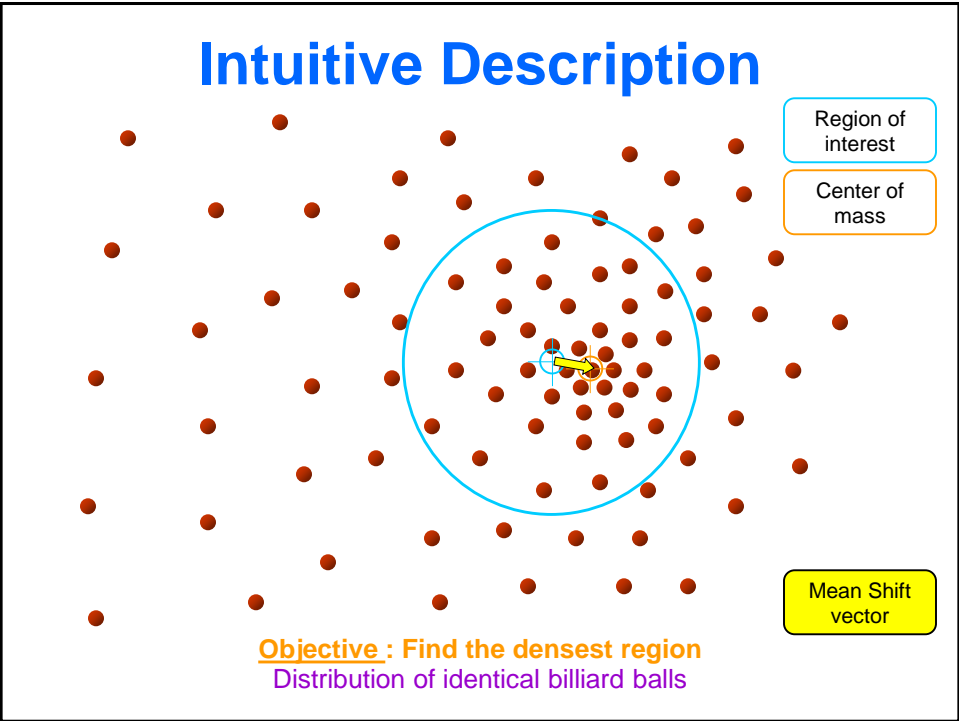 Intuitive Description
Region of
interest
Center of
mass
Mean Shift
vector
Objective : Find the densest region
Distribution of identical billiard balls